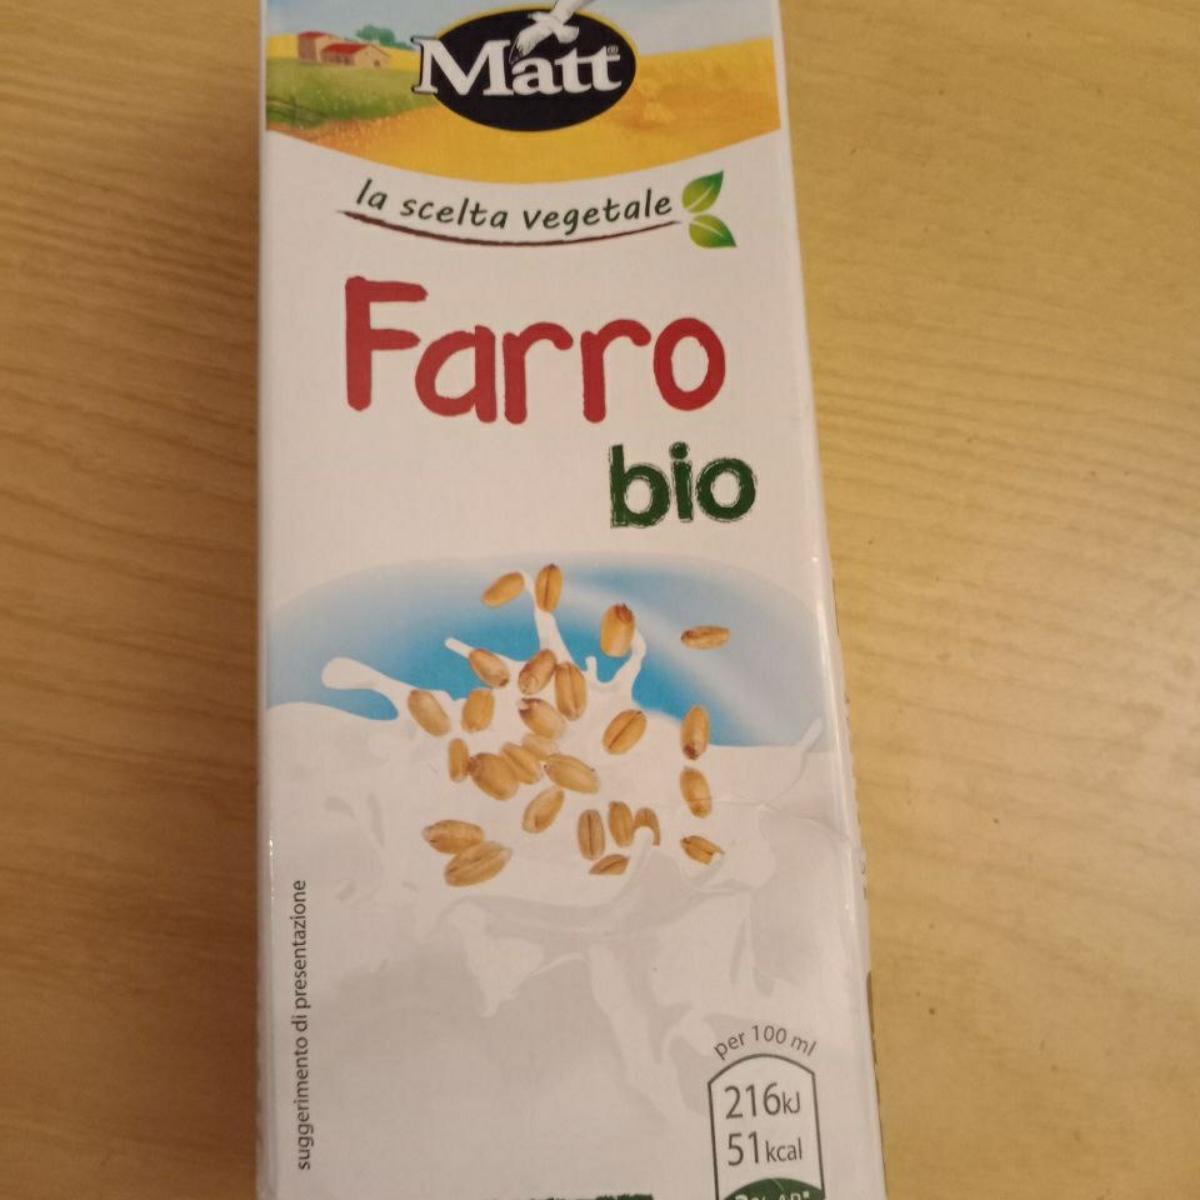 Matt
la scelta vegetale
Farro
bio
suggerimento di presentazione
per 100 ml
216kJ
51kcal